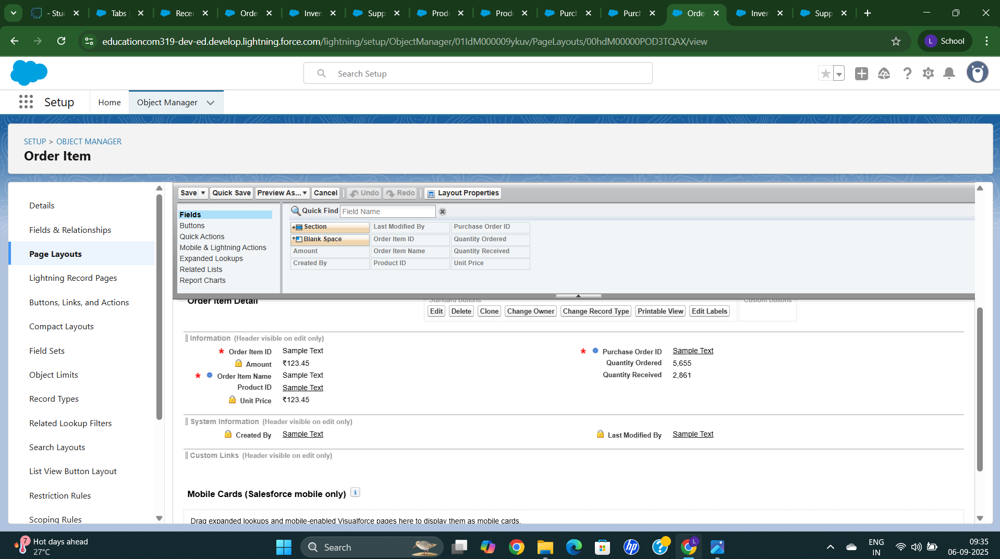 - Stu
Tabs
Recer
Orde
Inver
Supp
Prod
Prod
Purch
Purch
Orde
Inver
Supp
educationcom319-dev-ed.develop.lightning.force.com/lightning/setup/ObjectManager/01IdM000009ykuv/PageLayouts/00hdM00000POD3TQAX/view
L School
Search Setup
Setup
Home
Object Manager
SETUP > OBJECT MANAGER
Order Item
Details
Fields & Relationships
Page Layouts
Lightning Record Pages
Buttons, Links, and Actions
Compact Layouts
Field Sets
Object Limits
Record Types
Related Lookup Filters
Search Layouts
List View Button Layout
Restriction Rules
Scoping Rules
Save Quick Save Preview As... Cancel Undo Redo Layout Properties
Fields
Buttons
Quick Actions
Mobile & Lightning Actions
Expanded Lookups
Related Lists
Report Charts
Quick Find Field Name
Section Last Modified By Purchase Order ID
Blank Space Order Item ID Quantity Ordered
Amount Order Item Name Quantity Received
Created By Product ID Unit Price
Order Item Detail
Standard Buttons
Custom Buttons
Edit Delete Clone Change Owner Change Record Type Printable View Edit Labels
Information (Header visible on edit only)
* Order Item ID Sample Text
Amount ₹123.45
* Order Item Name Sample Text
Product ID Sample Text
Unit Price ₹123.45
* Purchase Order ID Sample Text
Quantity Ordered 5,655
Quantity Received 2,861
System Information (Header visible on edit only)
Created By Sample Text
Last Modified By Sample Text
Custom Links (Header visible on edit only)
Mobile Cards (Salesforce mobile only) i
Drag expanded lookups and mobile-enabled Visualforce pages here to display them as mobile cards.
7
Hot days ahead
27°C
Search
hp
L
ENG
IN
09:35
06-09-2025